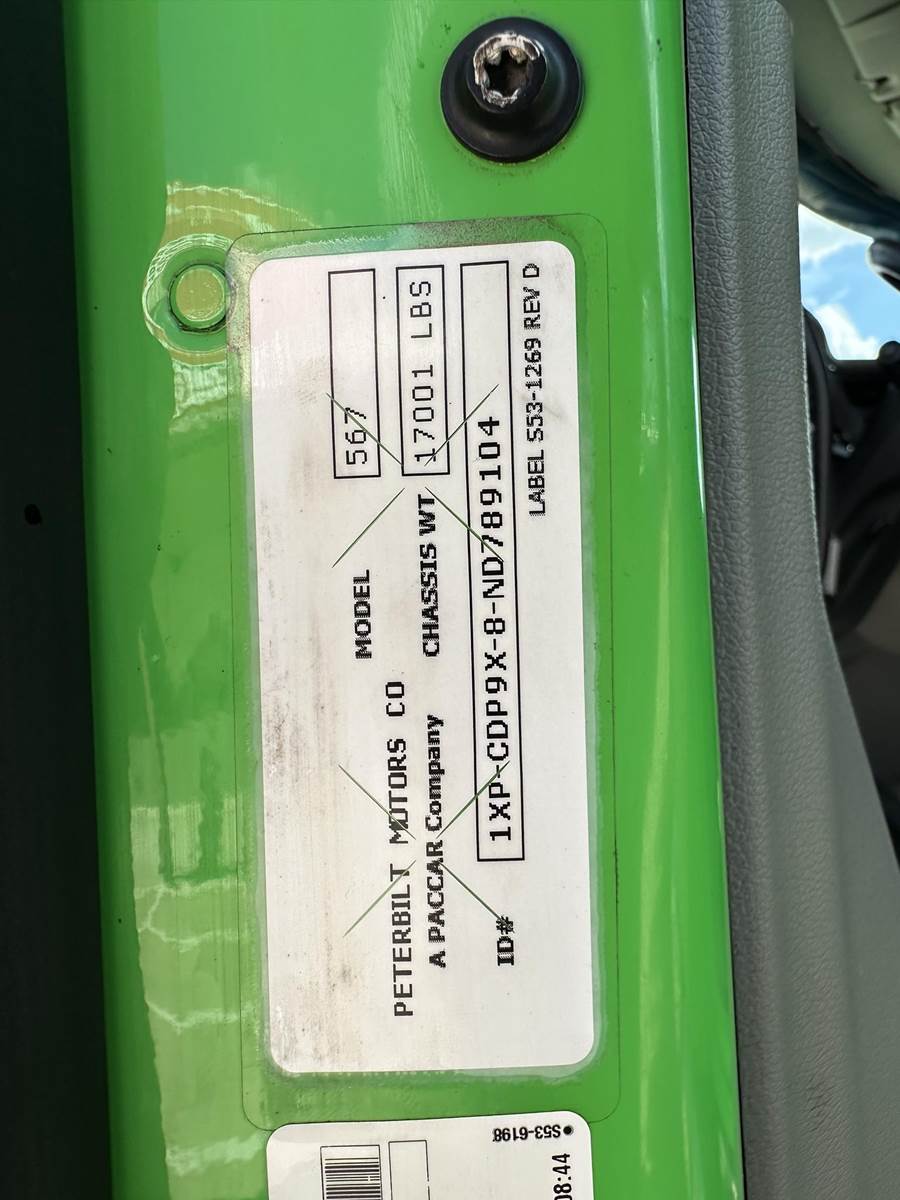 PETERBILT MOTORS CO MODEL 567
A PACCAR Company CHASSIS WT 17001 LBS
ID# 1XP-CDP9X-8-ND789104
LABEL S53-1269 REV D
S53-6198
08:44